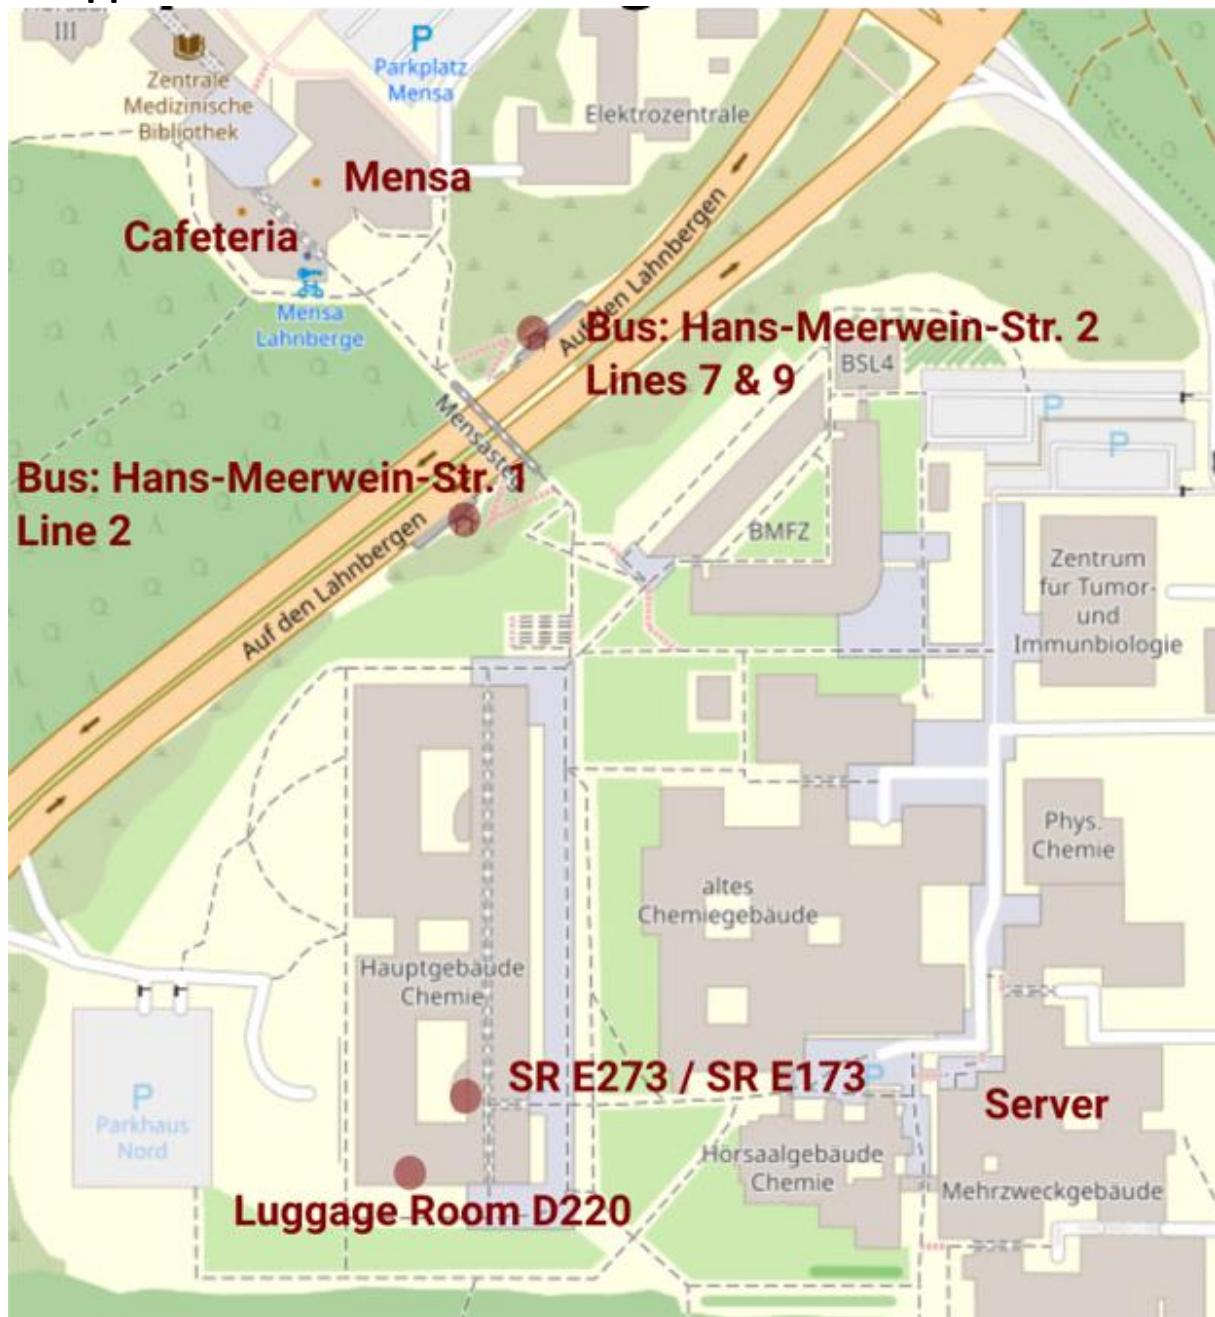 III
Zentrale
Medizinische
Bibliothek
P
Parkplatz
Mensa
Elektrozentrale
Mensa
Cafeteria
Mensa
Lahnberge
Auf den Lahnbergen
Bus: Hans-Meerwein-Str. 2
Lines 7 & 9
BSL4
P
P
Mensasteg
Bus: Hans-Meerwein-Str. 1
Line 2
Auf den Lahnbergen
BMFZ
Zentrum
für Tumor-
und
Immunbiologie
Phys.
Chemie
altes
Chemiegebäude
Hauptgebäude
Chemie
SR E273 / SR E173
P
Server
P
Parkhaus
Nord
Hörsaalgebäude
Chemie
Mehrzweckgebäude
Luggage Room D220